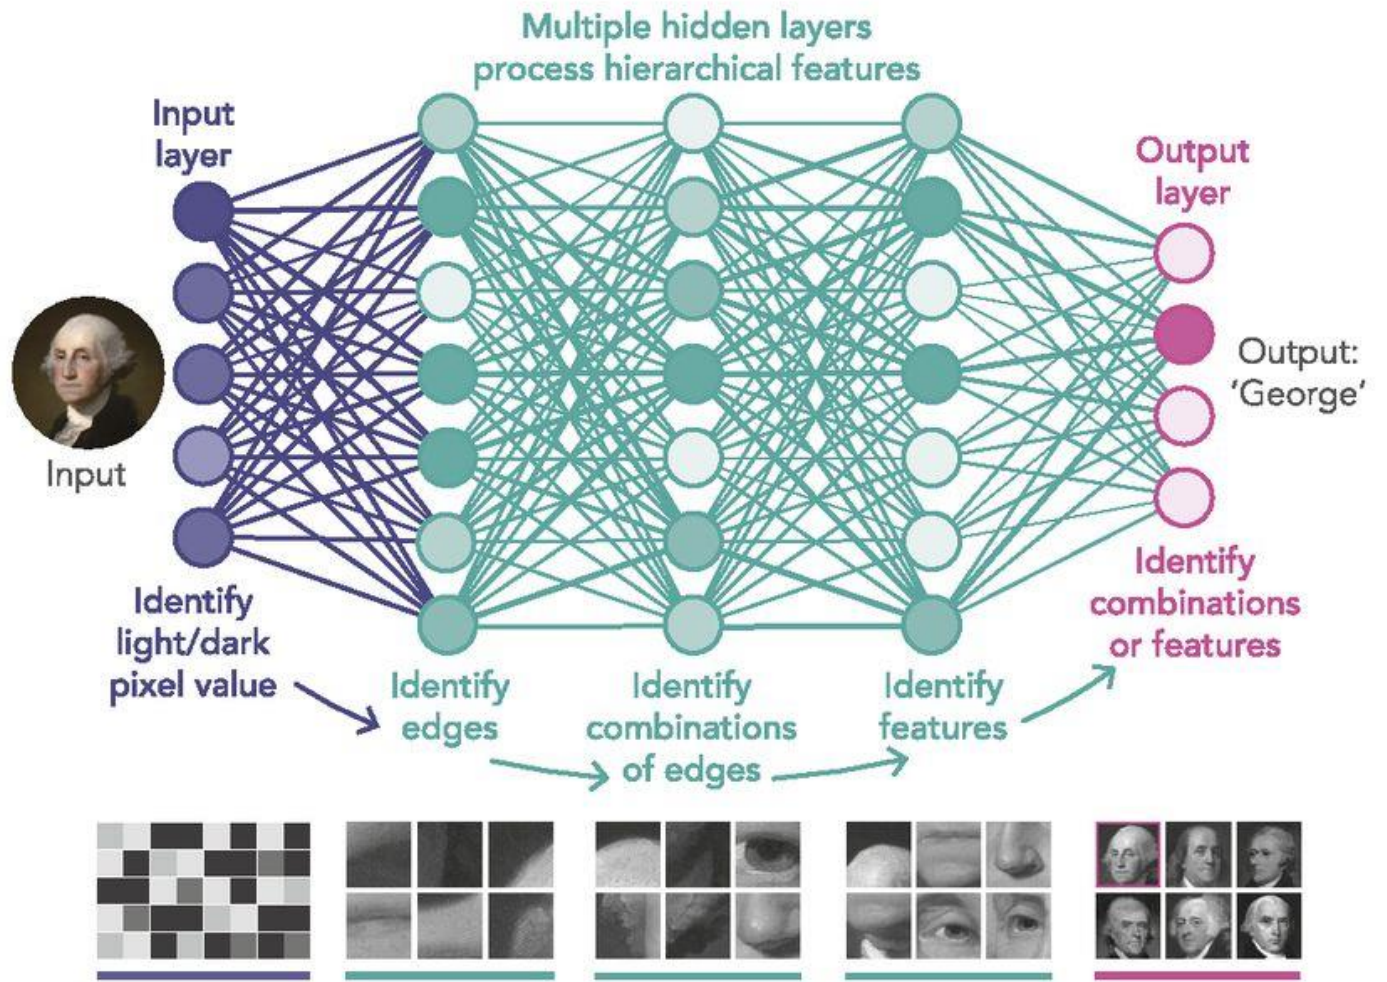 Multiple hidden layers
process hierarchical features
Input
layer
Output
layer
Input
Output:
‘George’
Identify
light/dark
pixel value
Identify
edges
Identify
combinations
of edges
Identify
features
Identify
combinations
or features